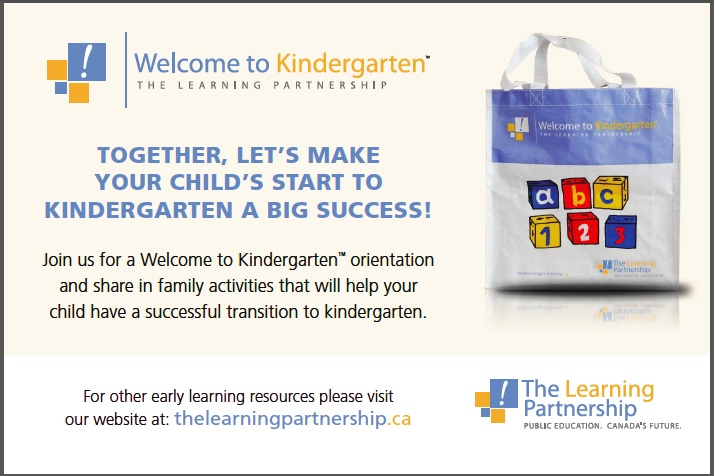 !
Welcome to Kindergarten™
THE LEARNING PARTNERSHIP
TOGETHER, LET'S MAKE
YOUR CHILD'S START TO
KINDERGARTEN A BIG SUCCESS!
Join us for a Welcome to Kindergarten™ orientation
and share in family activities that will help your
child have a successful transition to kindergarten.
!
Welcome to Kindergarten™
THE LEARNING PARTNERSHIP
a b c
1 2 3
thelearningpartnership.ca
The Learning
Partnership
For other early learning resources please visit
our website at: thelearningpartnership.ca
!
The Learning
Partnership
PUBLIC EDUCATION. CANADA'S FUTURE.